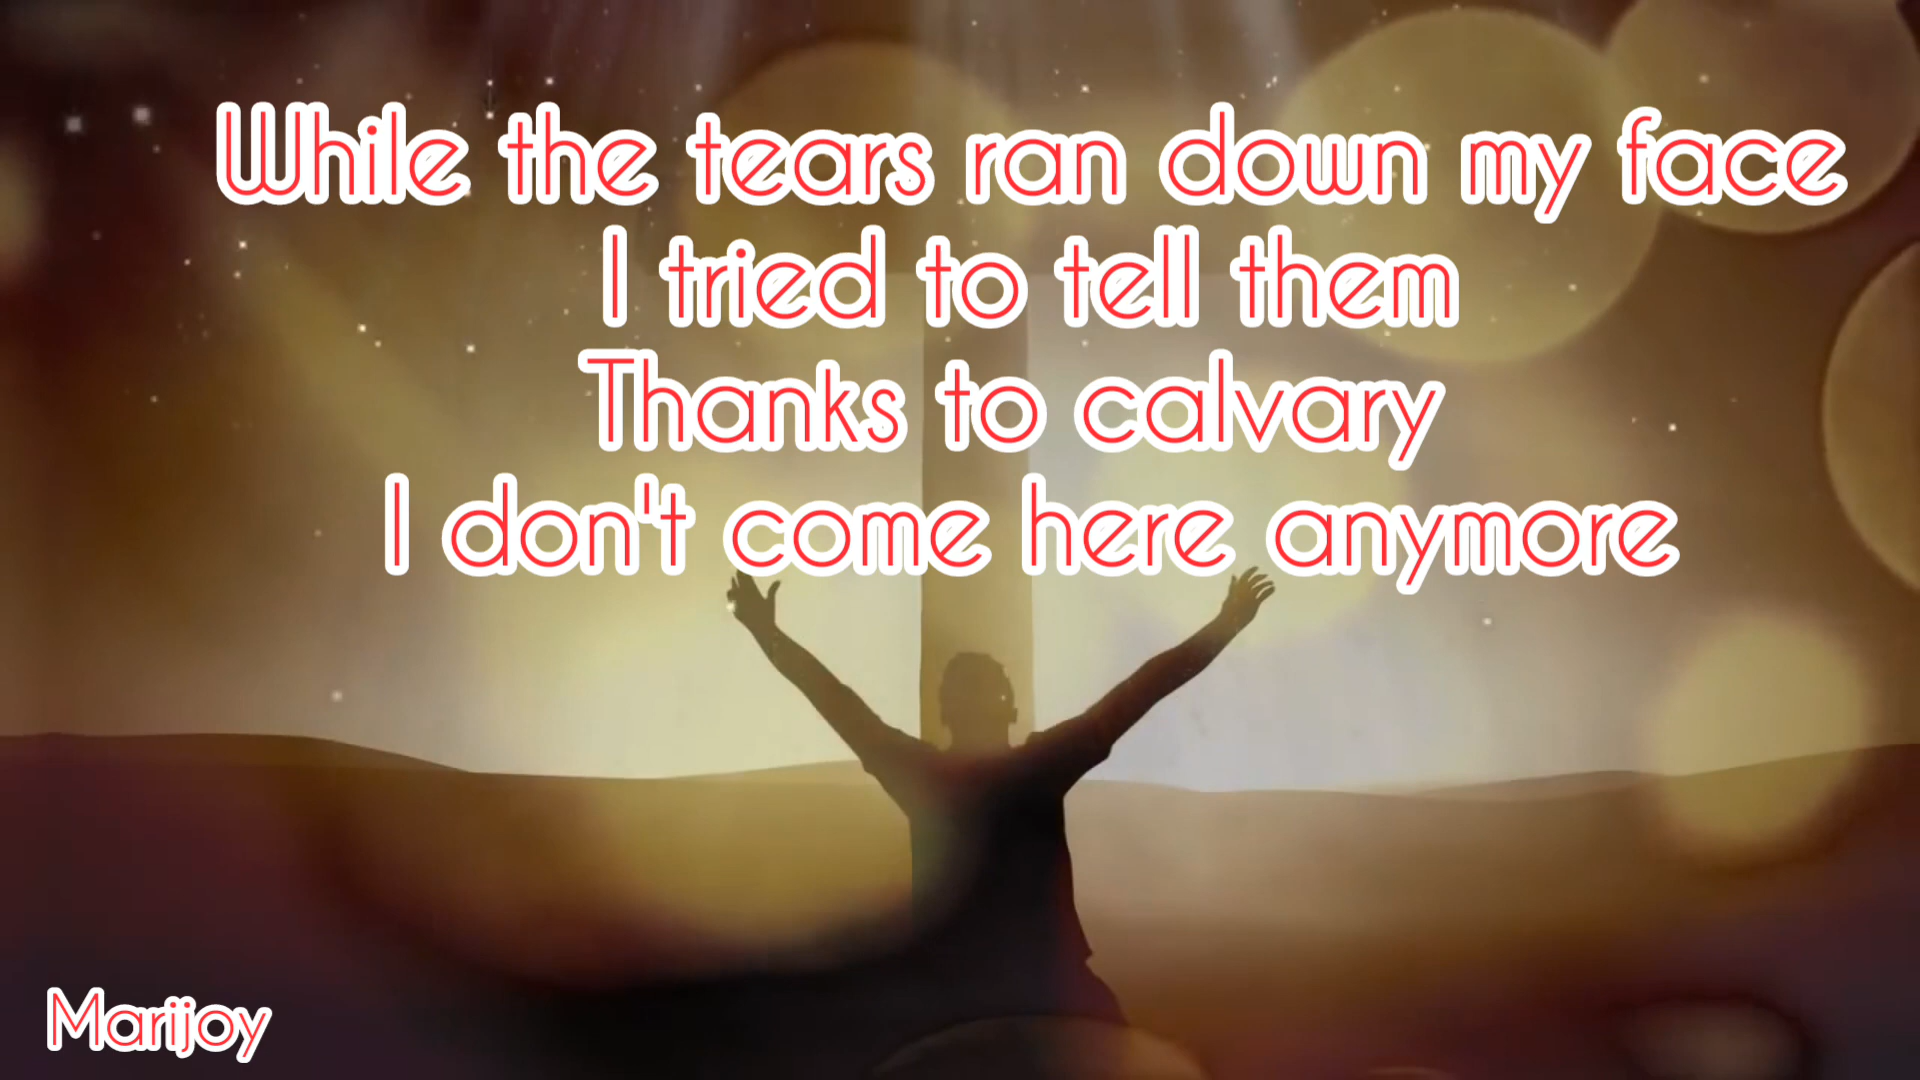 While the tears ran down my face
I tried to tell them
Thanks to calvary
I don't come here anymore
Marijoy